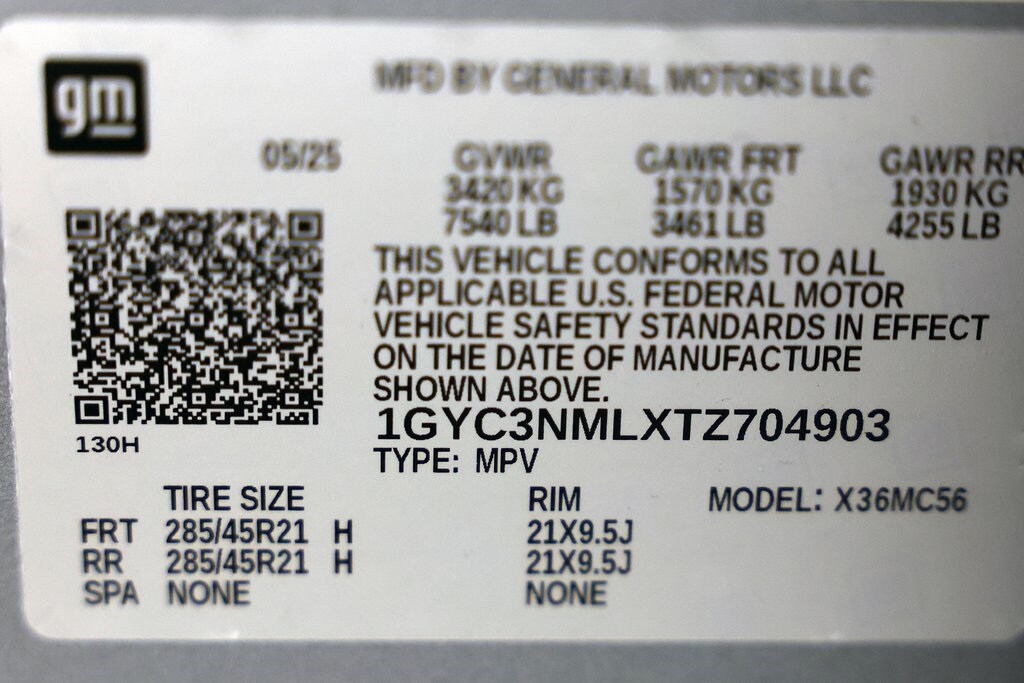 gm
MFD BY GENERAL MOTORS LLC
05/25 GVWR GAWR FRT GAWR RR
3420 KG 1570 KG 1930 KG
7540 LB 3461 LB 4255 LB
THIS VEHICLE CONFORMS TO ALL
APPLICABLE U.S. FEDERAL MOTOR
VEHICLE SAFETY STANDARDS IN EFFECT
ON THE DATE OF MANUFACTURE
SHOWN ABOVE.
1GYC3NMLXTZ704903
130H
TYPE: MPV
TIRE SIZE RIM MODEL: X36MC56
FRT 285/45R21 H 21X9.5J
RR 285/45R21 H 21X9.5J
SPA NONE NONE